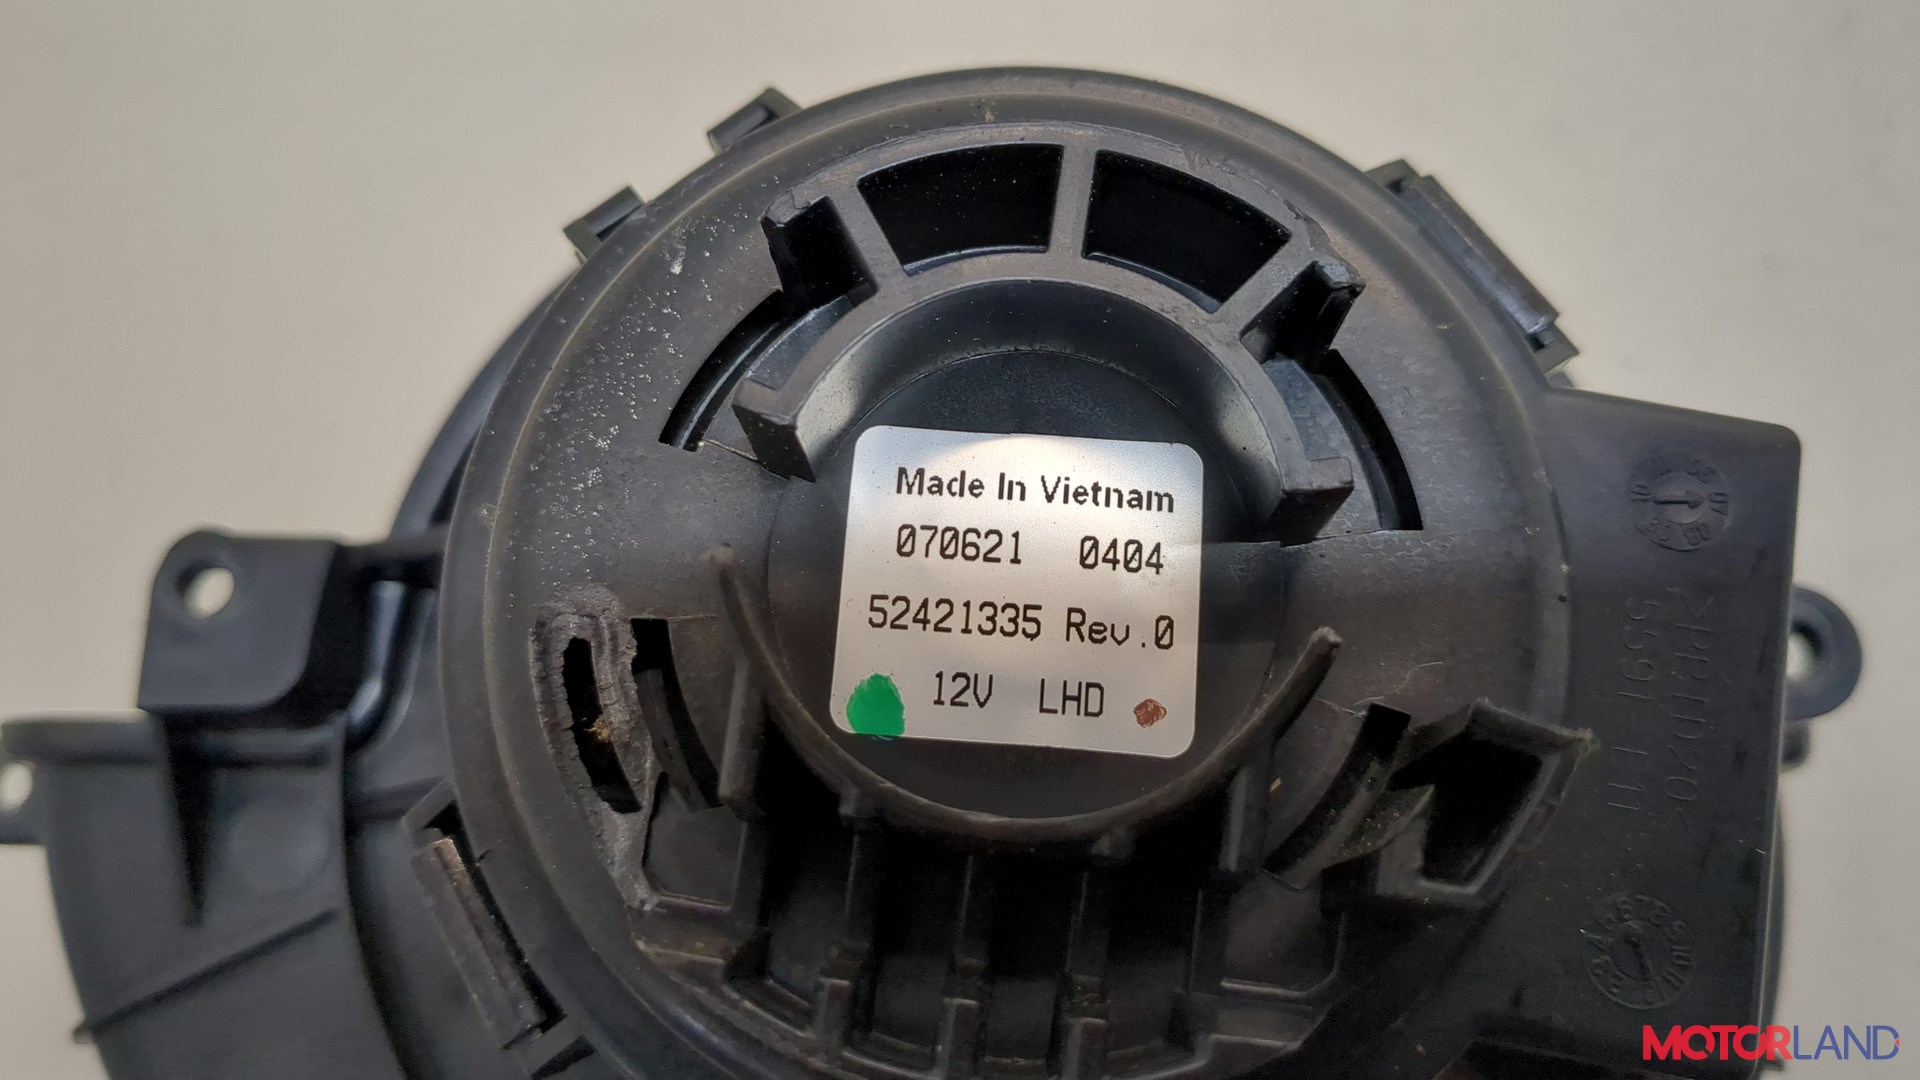 Made In Vietnam
070621 0404
52421335 Rev.0
12V LHD
MOTORLAND